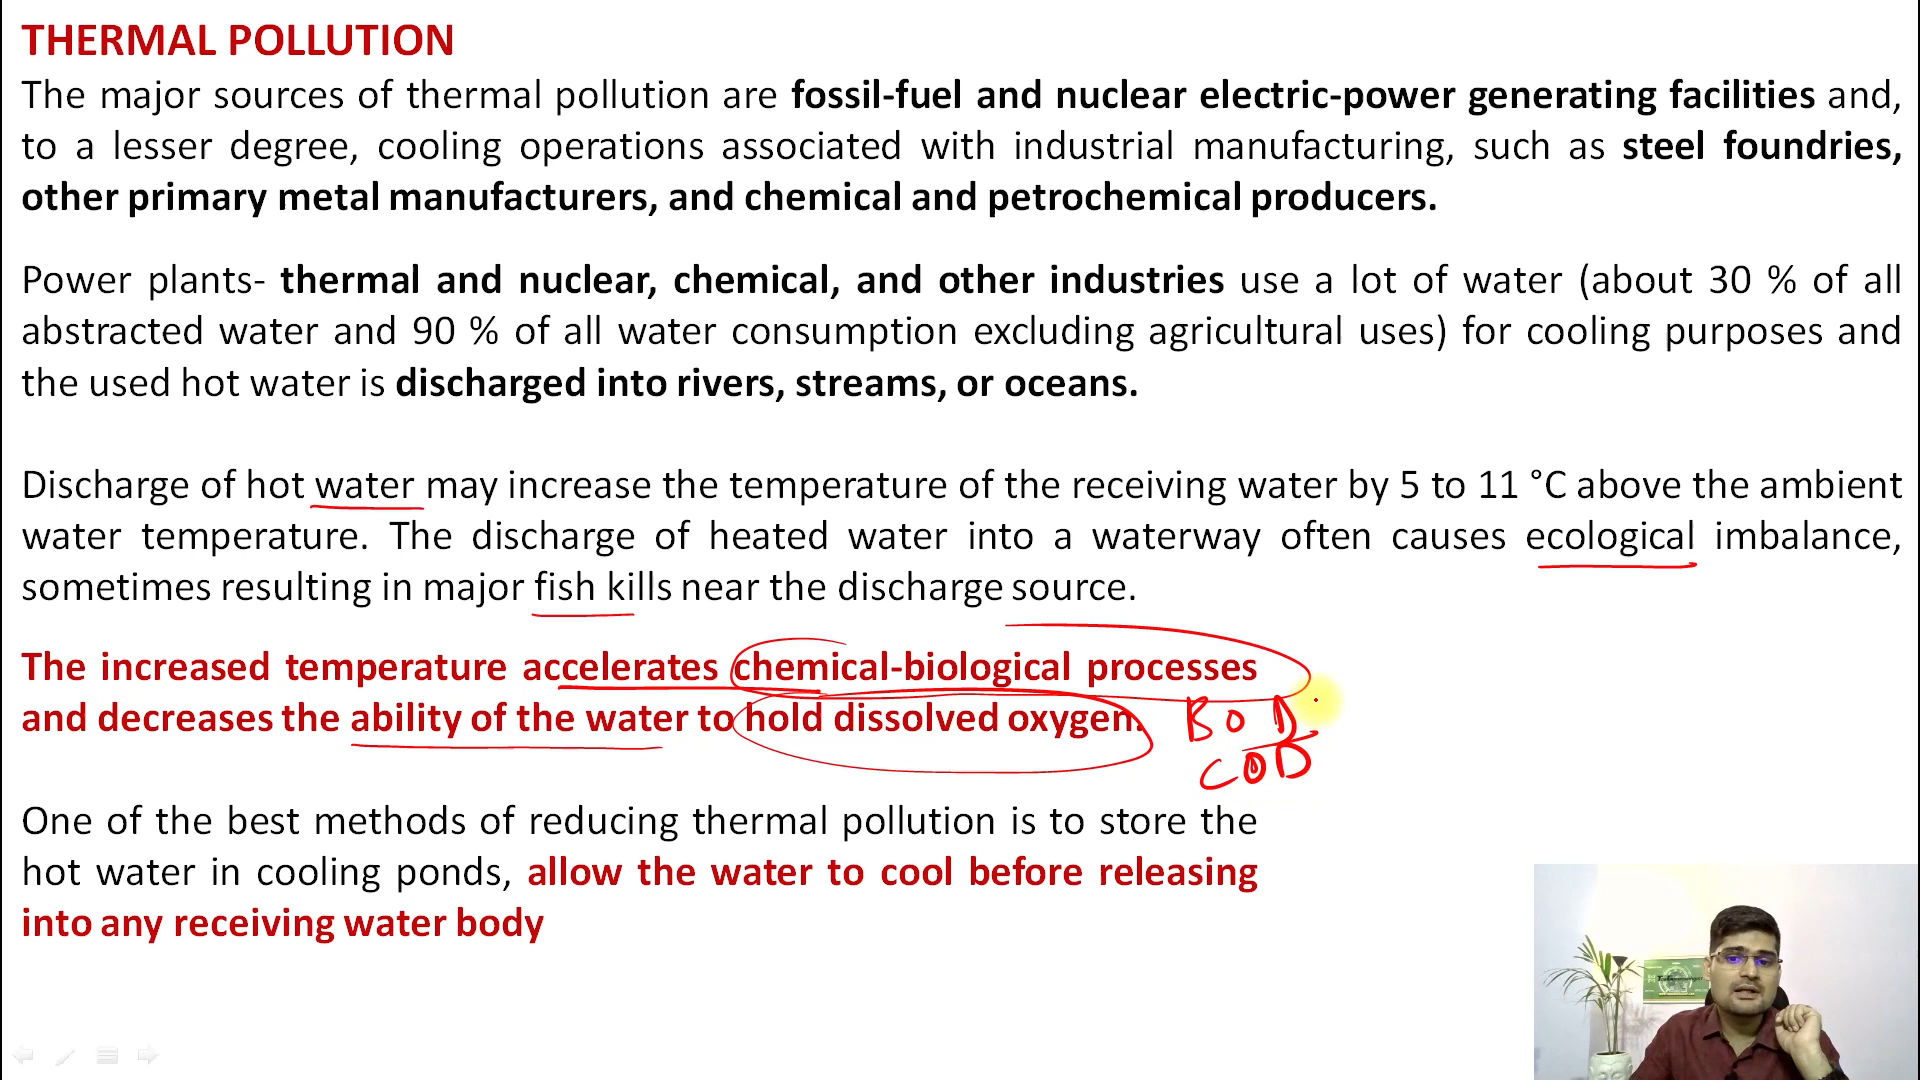 THERMAL POLLUTION
The major sources of thermal pollution are fossil-fuel and nuclear electric-power generating facilities and,
to a lesser degree, cooling operations associated with industrial manufacturing, such as steel foundries,
other primary metal manufacturers, and chemical and petrochemical producers.
Power plants- thermal and nuclear, chemical, and other industries use a lot of water (about 30 % of all
abstracted water and 90 % of all water consumption excluding agricultural uses) for cooling purposes and
the used hot water is discharged into rivers, streams, or oceans.
Discharge of hot water may increase the temperature of the receiving water by 5 to 11 °C above the ambient
water temperature. The discharge of heated water into a waterway often causes ecological imbalance,
sometimes resulting in major fish kills near the discharge source.
The increased temperature accelerates chemical-biological processes
and decreases the ability of the water to hold dissolved oxygen.
BOD
COD
One of the best methods of reducing thermal pollution is to store the
hot water in cooling ponds, allow the water to cool before releasing
into any receiving water body